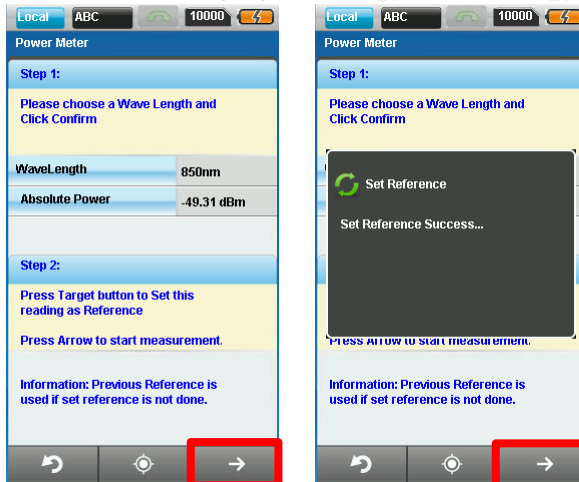 Local ABC 10000
Power Meter
Step 1:
Please choose a Wave Length and
Click Confirm
WaveLength 850nm
Absolute Power -49.31 dBm
Step 2:
Press Target button to Set this
reading as Reference
Press Arrow to start measurement.
Information: Previous Reference is
used if set reference is not done.
Local ABC 10000
Power Meter
Step 1:
Please choose a Wave Length and
Click Confirm
Set Reference
Set Reference Success...
Press Arrow to start measurement.
Information: Previous Reference is
used if set reference is not done.